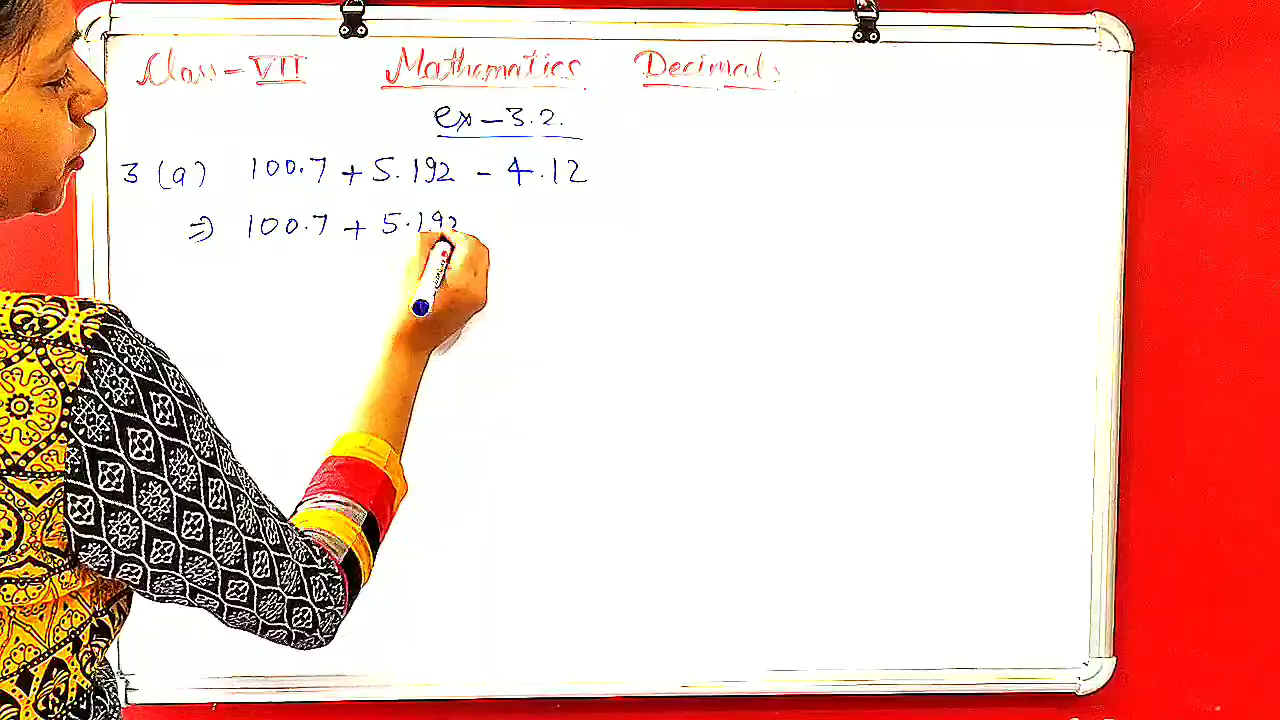 Class - VII Mathematics Decimals
ex - 3.2.
3 (a) 100.7 + 5.192 - 4.12
⇒ 100.7 + 5.192